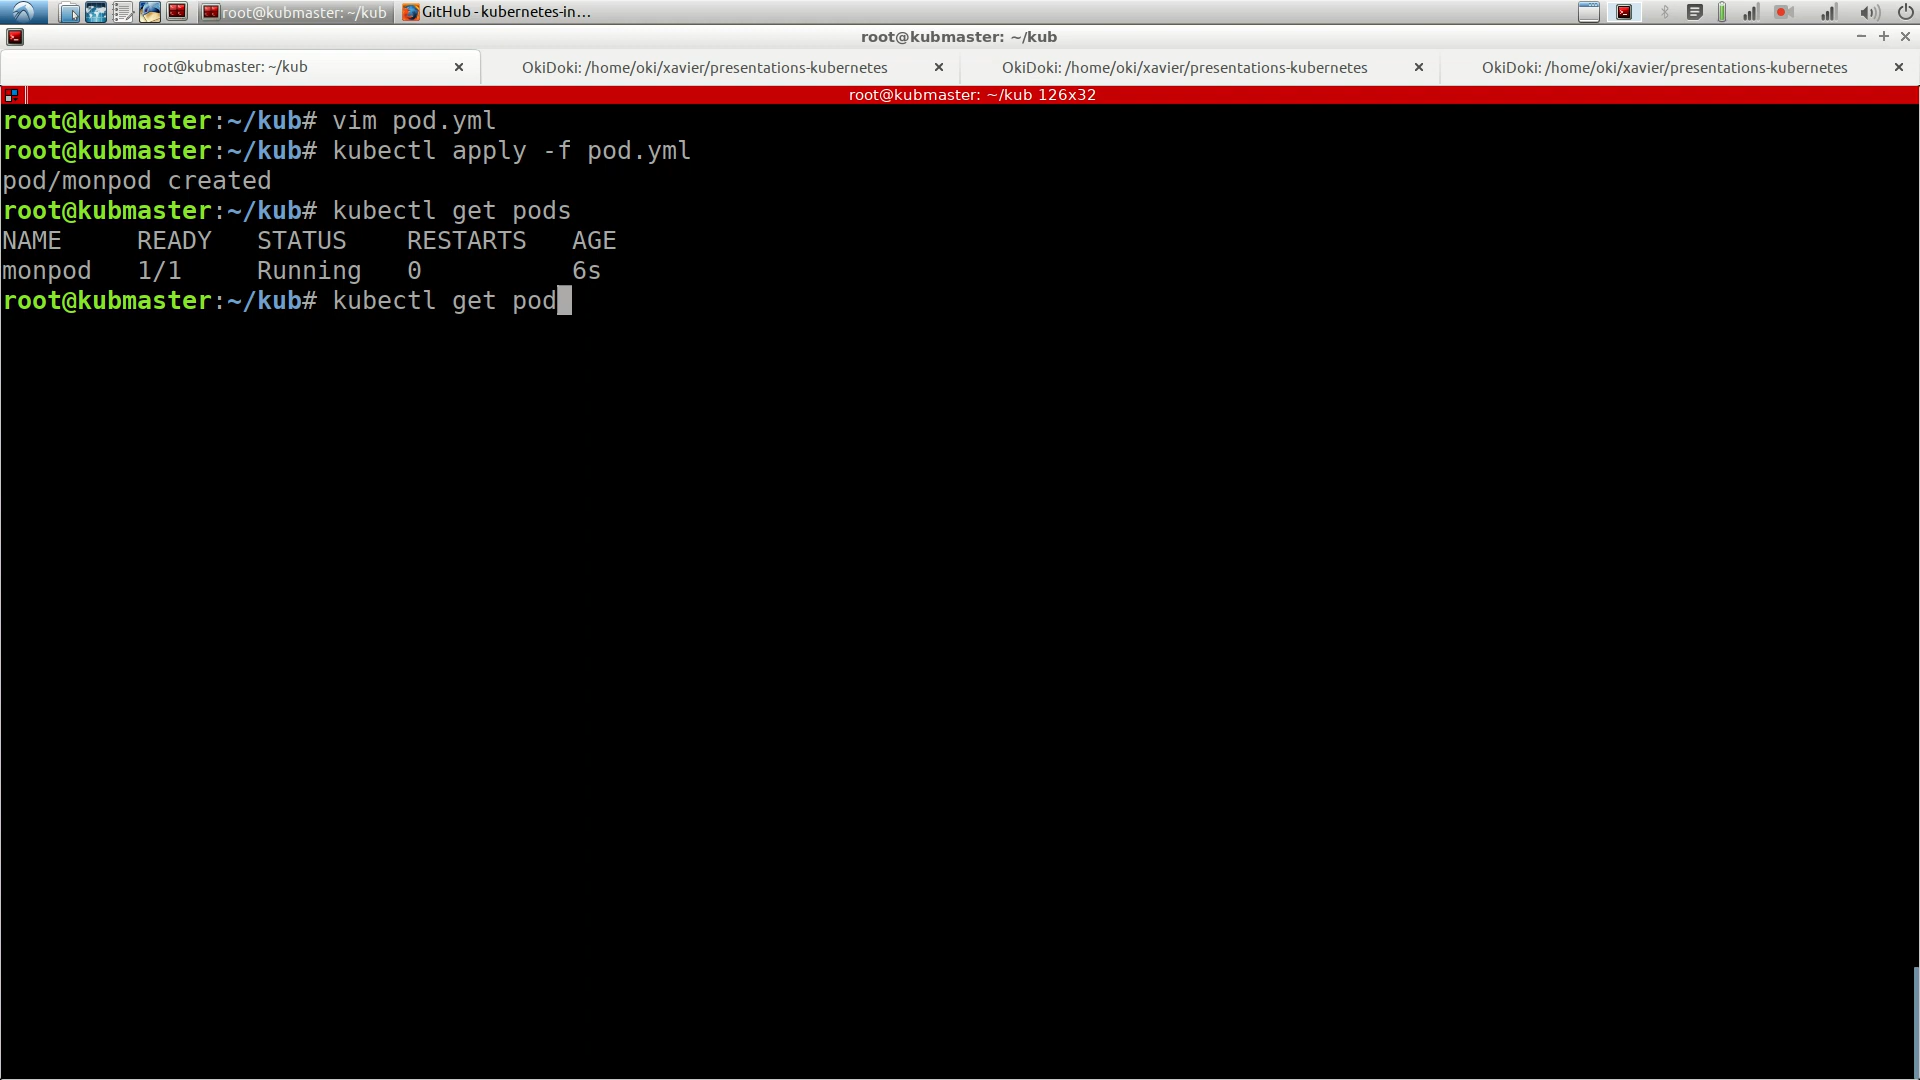 root@kubmaster: ~/kub GitHub - kubernetes-in...
root@kubmaster: ~/kub
root@kubmaster: ~/kub OkiDoki: /home/oki/xavier/presentations-kubernetes OkiDoki: /home/oki/xavier/presentations-kubernetes OkiDoki: /home/oki/xavier/presentations-kubernetes
root@kubmaster: ~/kub 126x32
root@kubmaster:~/kub# vim pod.yml
root@kubmaster:~/kub# kubectl apply -f pod.yml
pod/monpod created
root@kubmaster:~/kub# kubectl get pods
NAME     READY   STATUS    RESTARTS   AGE
monpod   1/1     Running   0          6s
root@kubmaster:~/kub# kubectl get pod